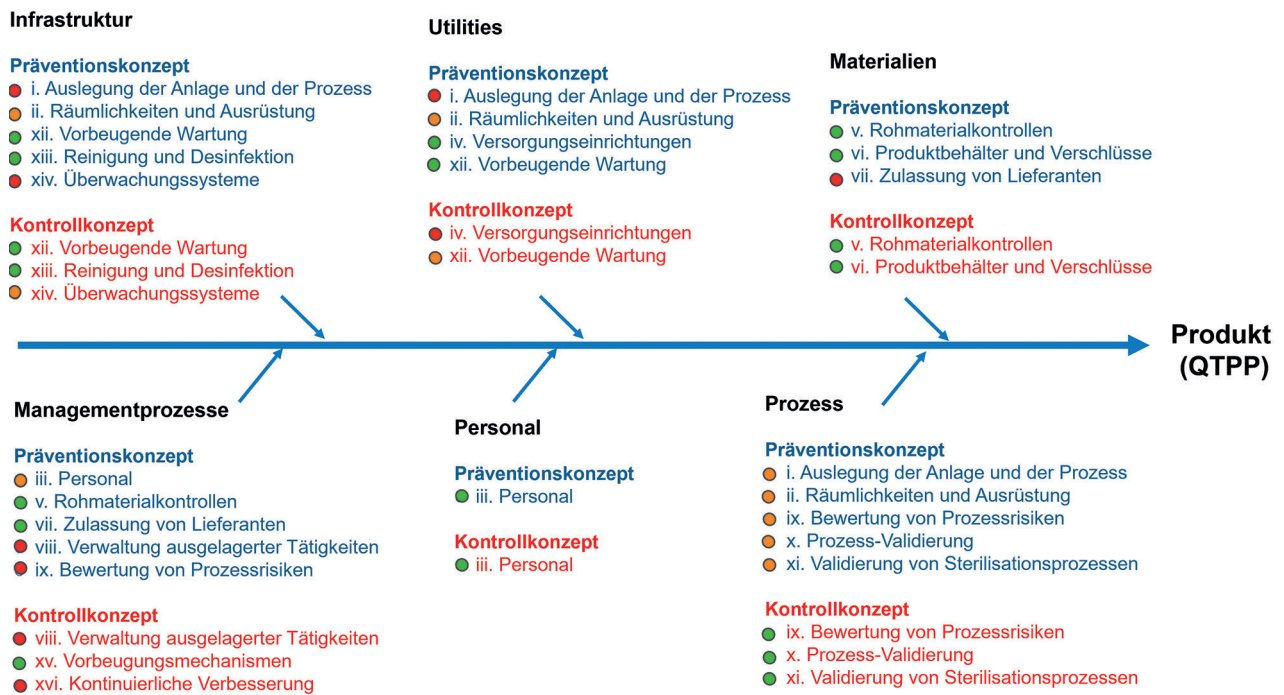 Infrastruktur
Präventionskonzept
i. Auslegung der Anlage und der Prozess
ii. Räumlichkeiten und Ausrüstung
xii. Vorbeugende Wartung
xiii. Reinigung und Desinfektion
xiv. Überwachungssysteme
Kontrollkonzept
xii. Vorbeugende Wartung
xiii. Reinigung und Desinfektion
xiv. Überwachungssysteme
Utilities
Präventionskonzept
i. Auslegung der Anlage und der Prozess
ii. Räumlichkeiten und Ausrüstung
iv. Versorgungseinrichtungen
xii. Vorbeugende Wartung
Kontrollkonzept
iv. Versorgungseinrichtungen
xii. Vorbeugende Wartung
Materialien
Präventionskonzept
v. Rohmaterialkontrollen
vi. Produktbehälter und Verschlüsse
vii. Zulassung von Lieferanten
Kontrollkonzept
v. Rohmaterialkontrollen
vi. Produktbehälter und Verschlüsse
Produkt
(QTPP)
Managementprozesse
Präventionskonzept
iii. Personal
v. Rohmaterialkontrollen
vii. Zulassung von Lieferanten
viii. Verwaltung ausgelagerter Tätigkeiten
ix. Bewertung von Prozessrisiken
Kontrollkonzept
viii. Verwaltung ausgelagerter Tätigkeiten
xv. Vorbeugungsmechanismen
xvi. Kontinuierliche Verbesserung
Personal
Präventionskonzept
iii. Personal
Kontrollkonzept
iii. Personal
Prozess
Präventionskonzept
i. Auslegung der Anlage und der Prozess
ii. Räumlichkeiten und Ausrüstung
ix. Bewertung von Prozessrisiken
x. Prozess-Validierung
xi. Validierung von Sterilisationsprozessen
Kontrollkonzept
ix. Bewertung von Prozessrisiken
x. Prozess-Validierung
xi. Validierung von Sterilisationsprozessen